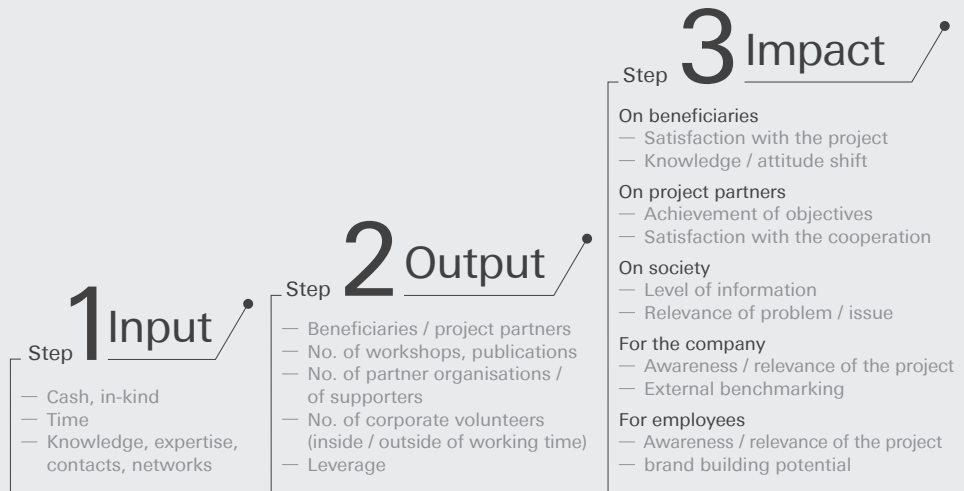 Step 1 Input
— Cash, in-kind
— Time
— Knowledge, expertise,
contacts, networks
Step 2 Output
— Beneficiaries / project partners
— No. of workshops, publications
— No. of partner organisations /
of supporters
— No. of corporate volunteers
(inside / outside of working time)
— Leverage
Step 3 Impact
On beneficiaries
— Satisfaction with the project
— Knowledge / attitude shift
On project partners
— Achievement of objectives
— Satisfaction with the cooperation
On society
— Level of information
— Relevance of problem / issue
For the company
— Awareness / relevance of the project
— External benchmarking
For employees
— Awareness / relevance of the project
— brand building potential